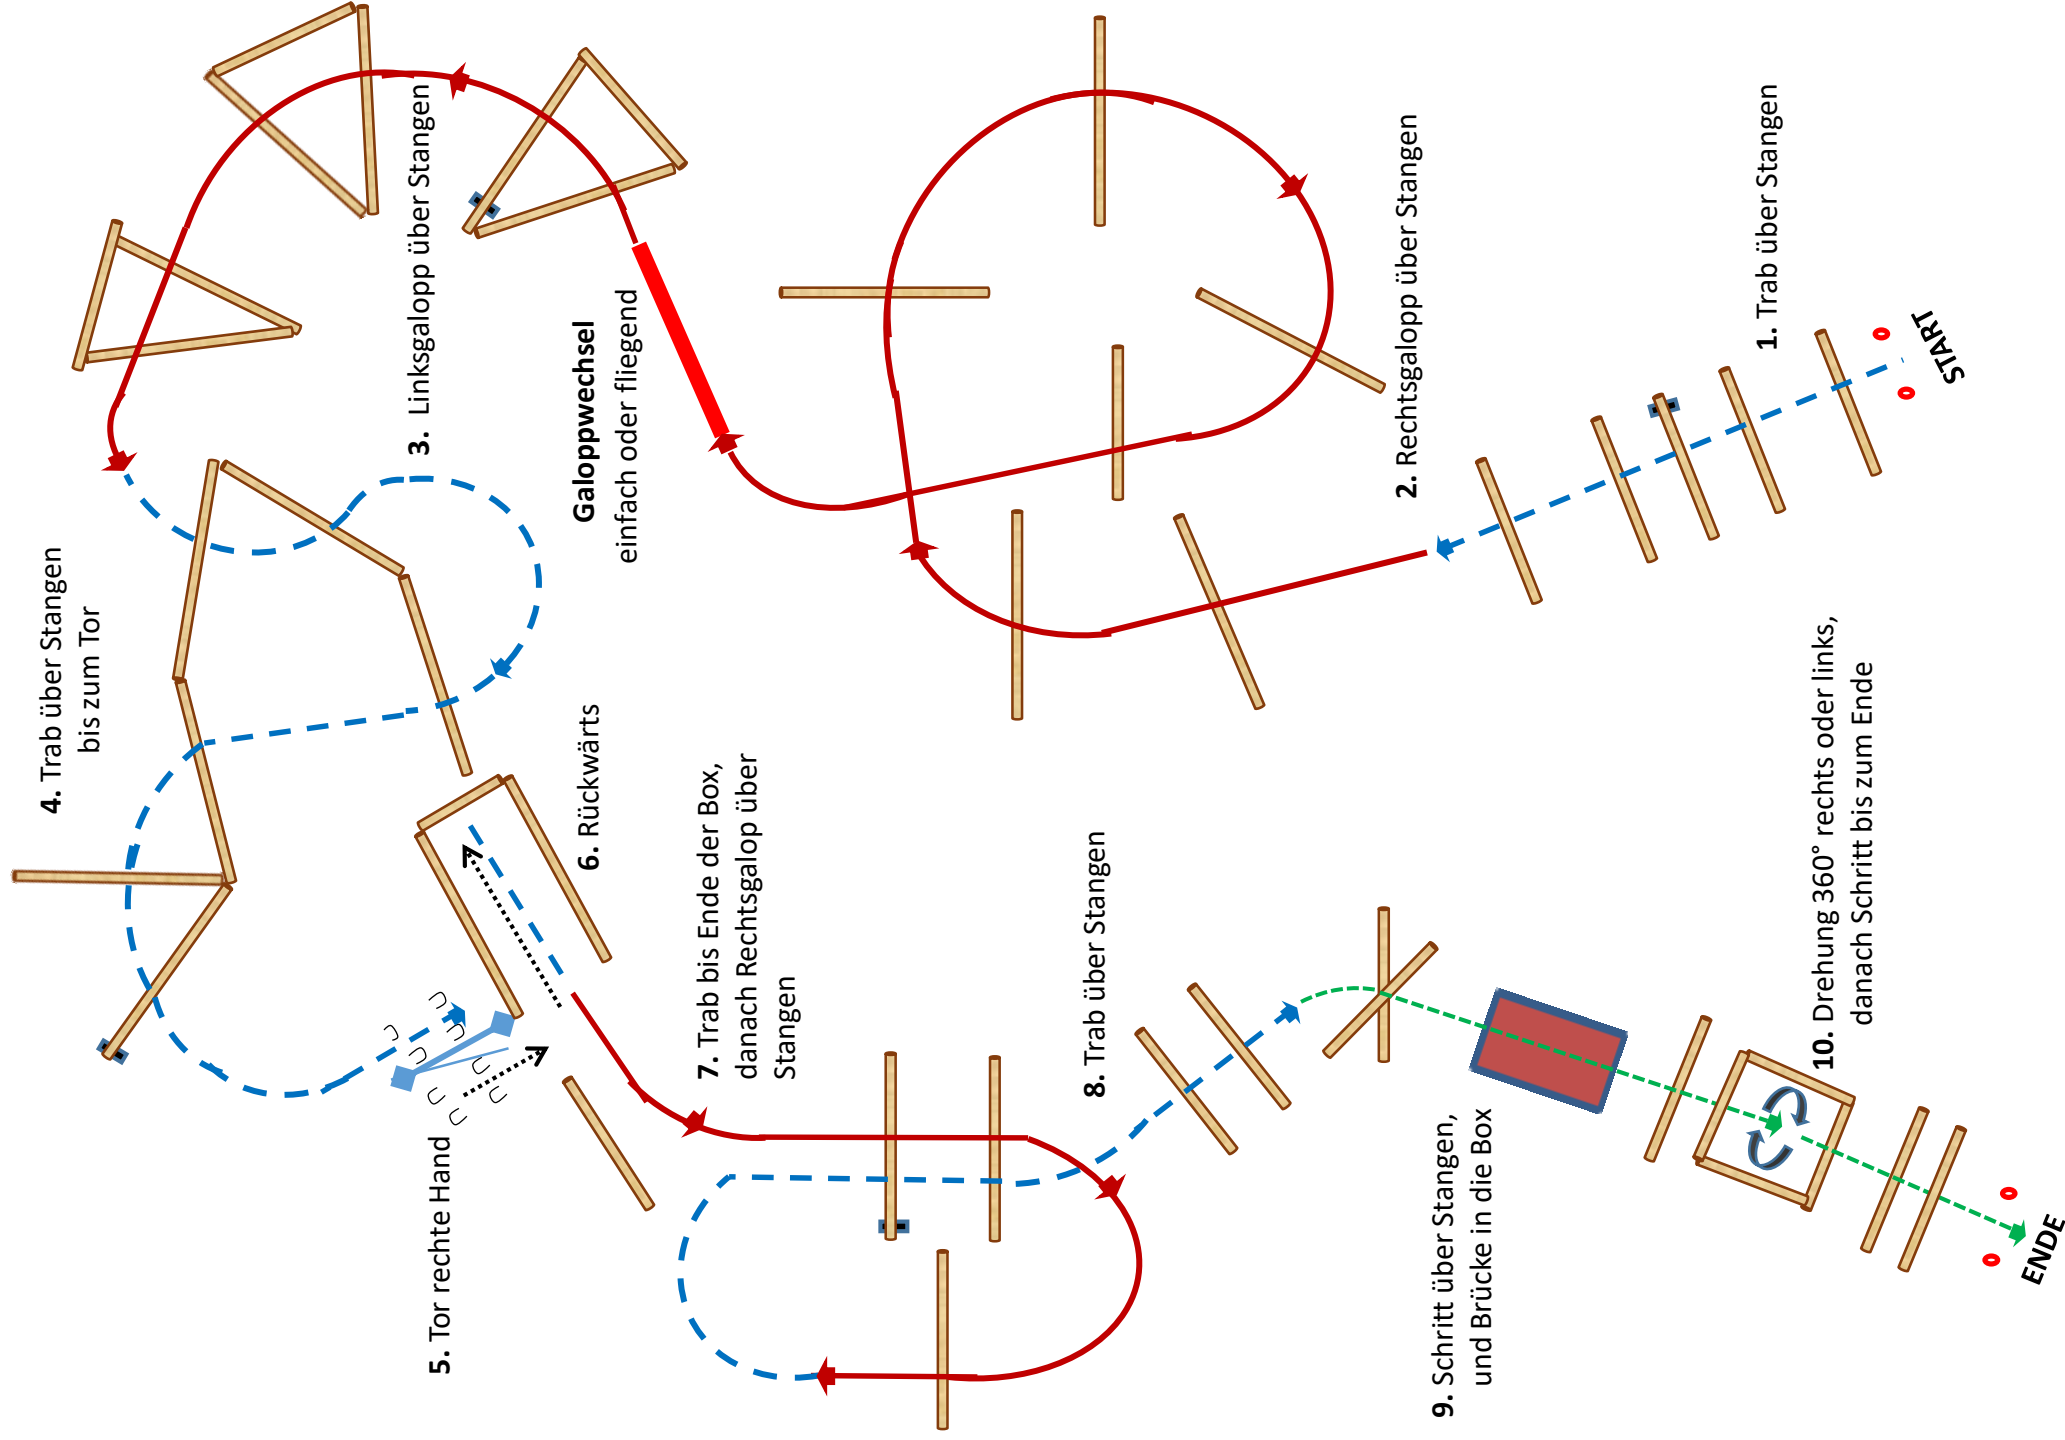 START
1. Trab über Stangen
2. Rechtsgalopp über Stangen
Galoppwechsel
einfach oder fliegend
3. Linksgalopp über Stangen
4. Trab über Stangen
bis zum Tor
5. Tor rechte Hand
6. Rückwärts
7. Trab bis Ende der Box,
danach Rechtsgalop über
Stangen
8. Trab über Stangen
9. Schritt über Stangen,
und Brücke in die Box
10. Drehung 360° rechts oder links,
danach Schritt bis zum Ende
ENDE